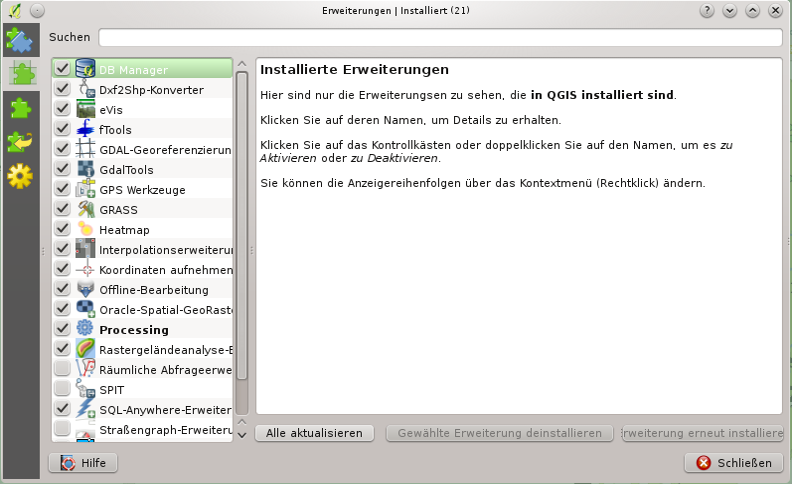 Erweiterungen | Installiert (21)
Suchen
DB Manager
Dxf2Shp-Konverter
eVis
fTools
GDAL-Georeferenzierun
GdalTools
GPS Werkzeuge
GRASS
Heatmap
Interpolationserweiterun
Koordinaten aufnehmen
Offline-Bearbeitung
Oracle-Spatial-GeoRaste
Processing
Rastergeländeanalyse-E
Räumliche Abfrageerwe
SPIT
SQL-Anywhere-Erweiter
Straßengraph-Erweiteru
Installierte Erweiterungen
Hier sind nur die Erweiterungsen zu sehen, die in QGIS installiert sind.
Klicken Sie auf deren Namen, um Details zu erhalten.
Klicken Sie auf das Kontrollkästen oder doppelklicken Sie auf den Namen, um es zu
Aktivieren oder zu Deaktivieren.
Sie können die Anzeigereihenfolgen über das Kontextmenü (Rechtklick) ändern.
Alle aktualisieren
Gewählte Erweiterung deinstallieren
rweiterung erneut installiere
Hilfe
Schließen